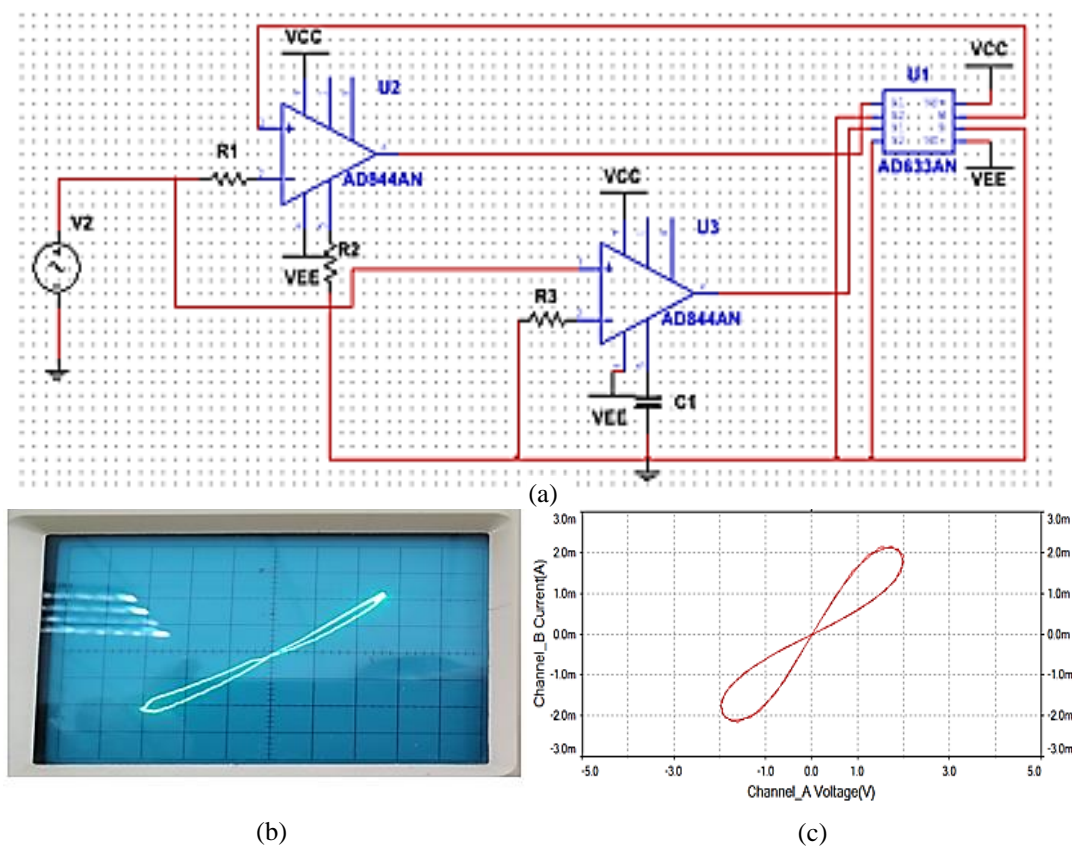 VCC
U2
R1
AD844AN
V2
VEE
R2
VCC
U3
R3
AD844AN
VEE
C1
VCC
U1
AD633AN
VEE
(a)
(b)
3.0m
2.0m
1.0m
0.0m
-1.0m
-2.0m
-3.0m
Channel_B Current(A)
3.0m
2.0m
1.0m
0.0m
-1.0m
-2.0m
-3.0m
-5.0 -3.0 -1.0 0.0 1.0 3.0 5.0
Channel_A Voltage(V)
(c)